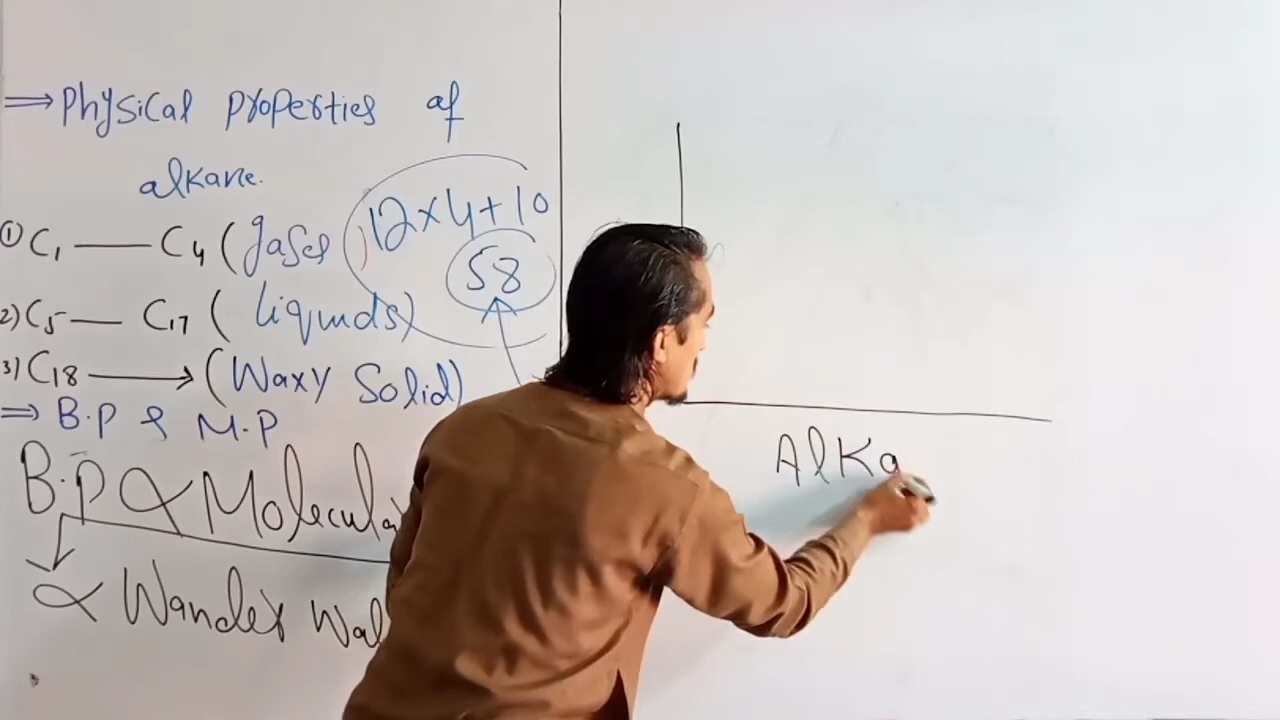 ⇒ Physical properties of
alkane.
① C₁ — C₄ (gases)
12×4+10
58
2) C₅ — C₁₇ (liquids)
3) C₁₈ → (Waxy Solid)
⇒ B.P & M.P
B.P ∝ Molecular
∝ Wander Wal
Alka